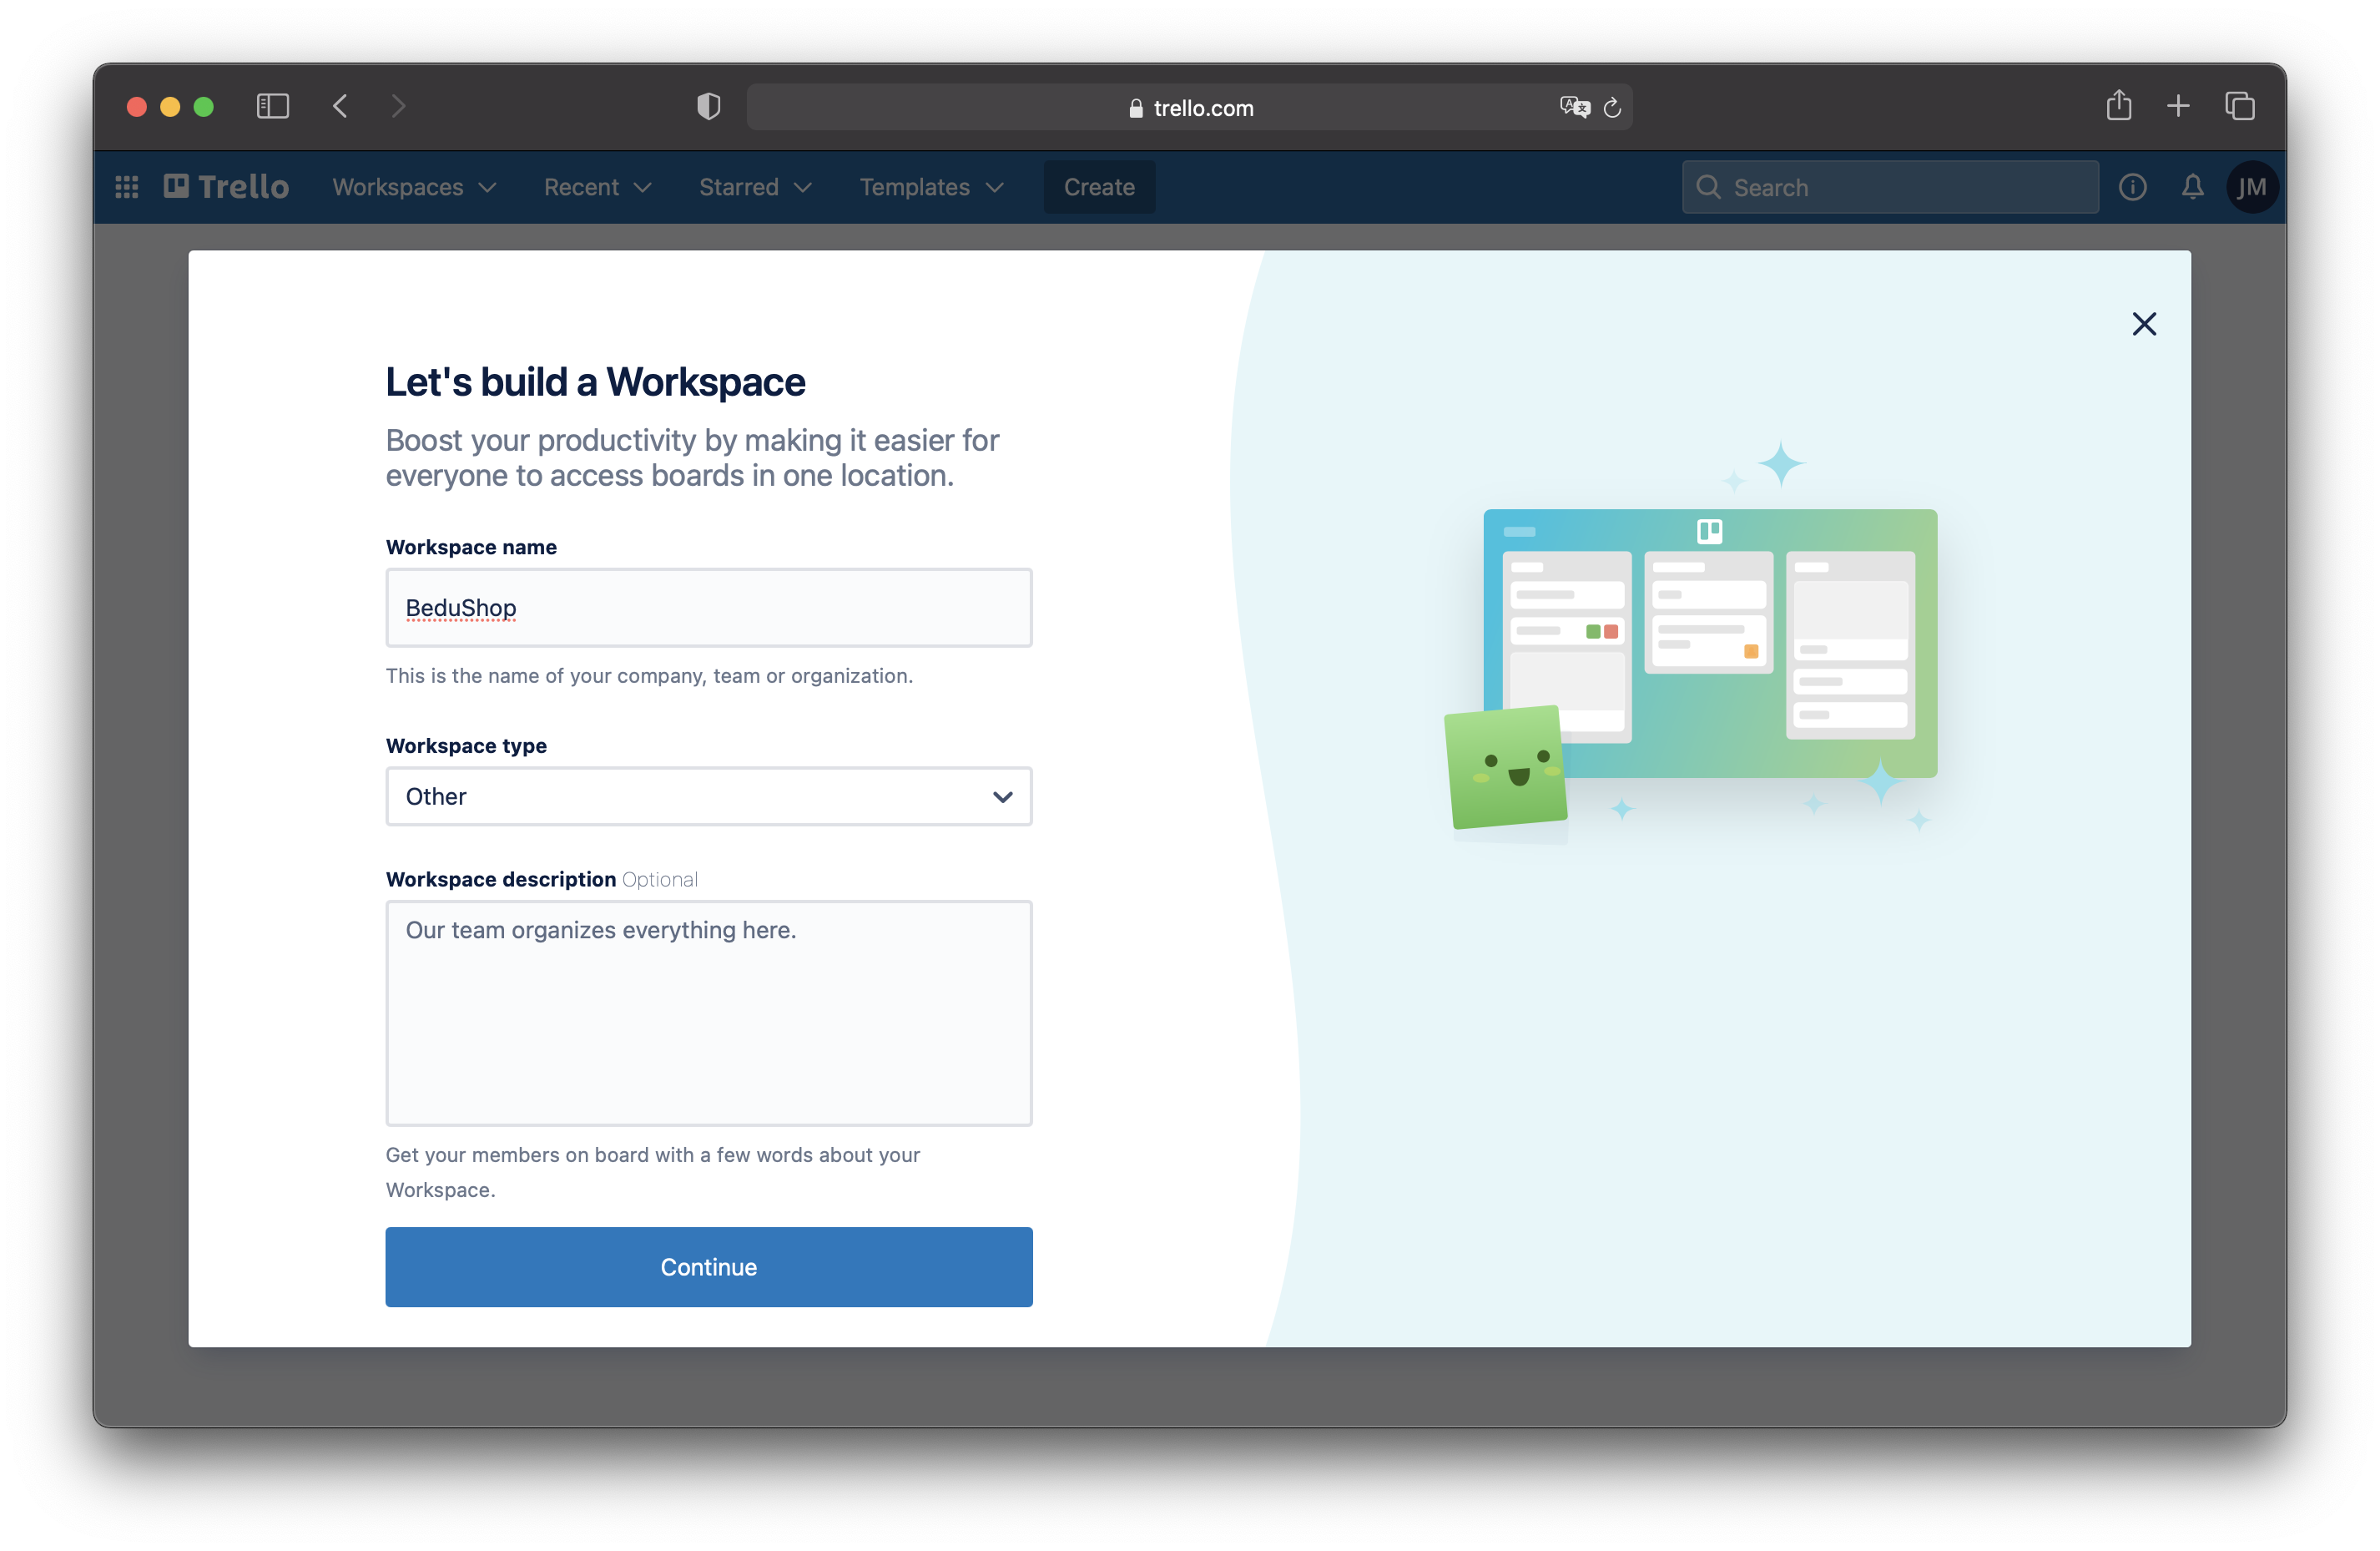 trello.com
Trello Workspaces Recent Starred Templates Create Search JM
Let's build a Workspace
Boost your productivity by making it easier for
everyone to access boards in one location.
Workspace name
BeduShop
This is the name of your company, team or organization.
Workspace type
Other
Workspace description Optional
Our team organizes everything here.
Get your members on board with a few words about your
Workspace.
Continue